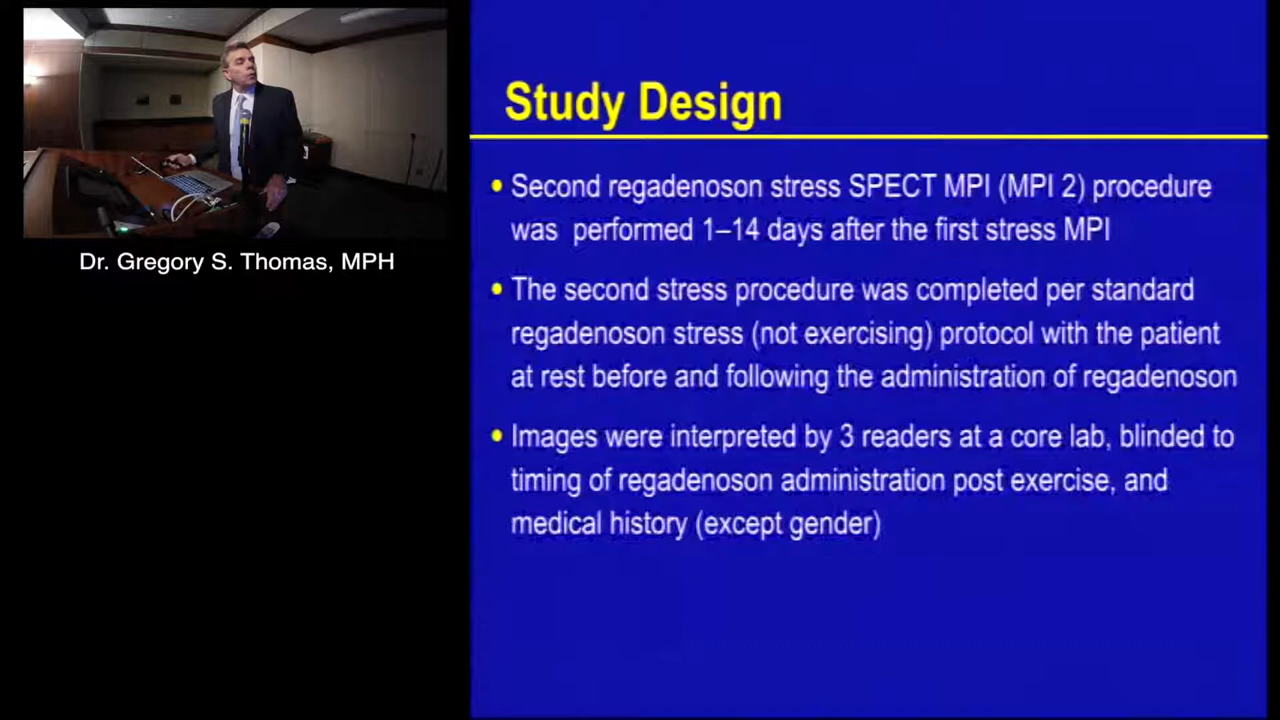 Dr. Gregory S. Thomas, MPH
Study Design
• Second regadenoson stress SPECT MPI (MPI 2) procedure
was performed 1–14 days after the first stress MPI
• The second stress procedure was completed per standard
regadenoson stress (not exercising) protocol with the patient
at rest before and following the administration of regadenoson
• Images were interpreted by 3 readers at a core lab, blinded to
timing of regadenoson administration post exercise, and
medical history (except gender)